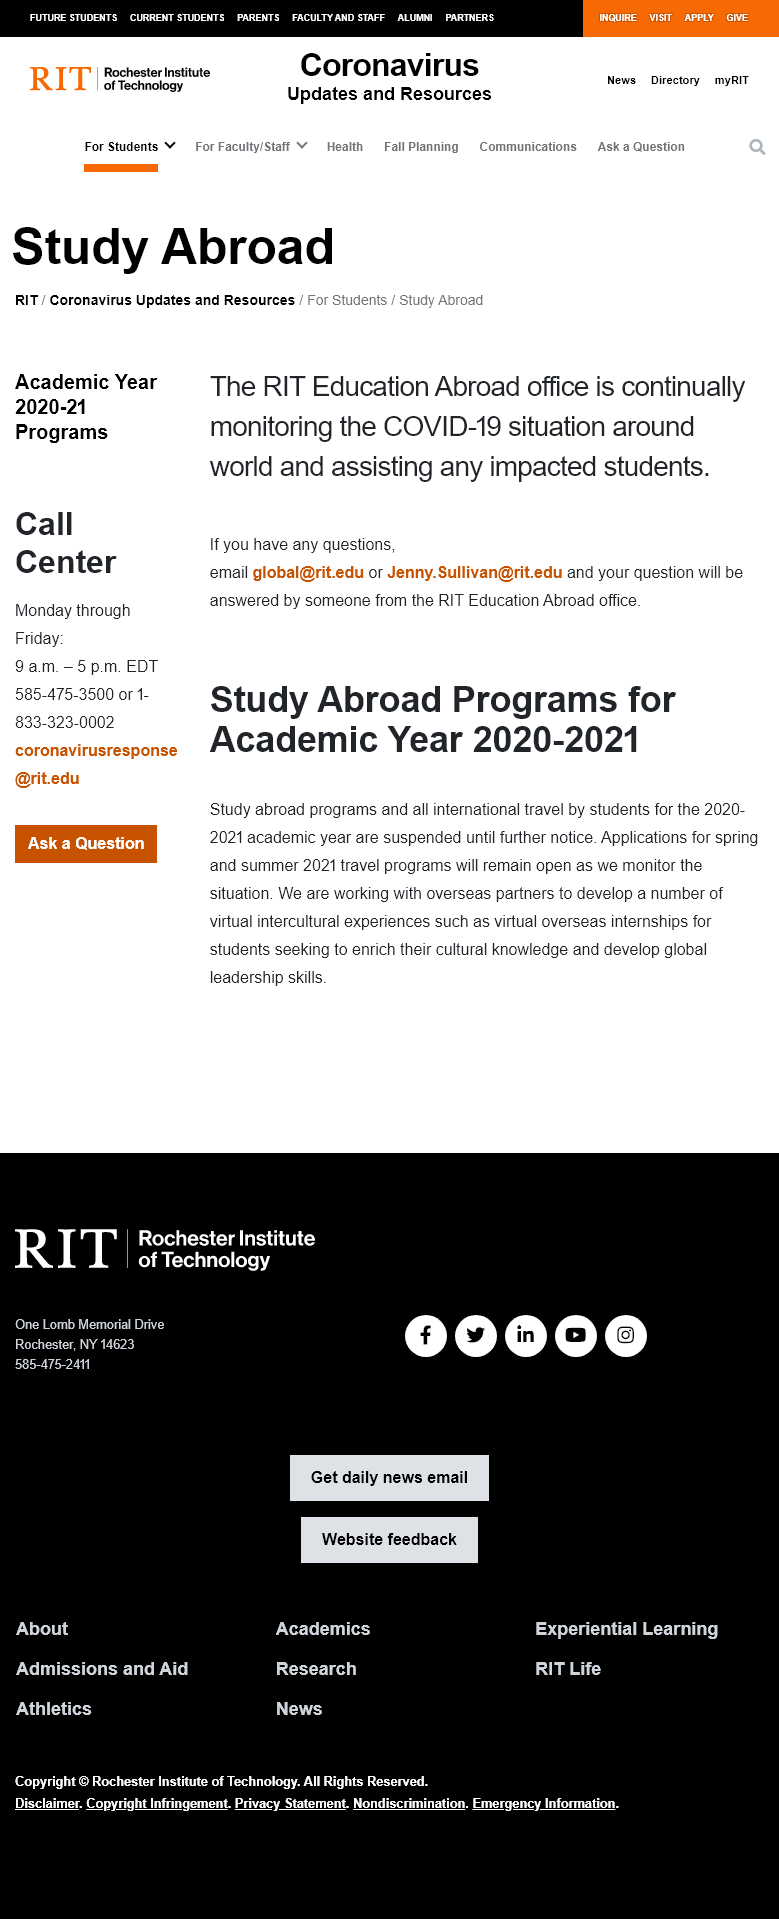 FUTURE STUDENTS CURRENT STUDENTS PARENTS FACULTY AND STAFF ALUMNI PARTNERS INQUIRE VISIT APPLY GIVE
RIT Rochester Institute
of Technology
Coronavirus
Updates and Resources
News Directory myRIT
For Students For Faculty/Staff Health Fall Planning Communications Ask a Question
Study Abroad
RIT / Coronavirus Updates and Resources / For Students / Study Abroad
Academic Year
2020-21
Programs
Call
Center
Monday through
Friday:
9 a.m. – 5 p.m. EDT
585-475-3500 or 1-
833-323-0002
coronavirusresponse
@rit.edu
Ask a Question
The RIT Education Abroad office is continually
monitoring the COVID-19 situation around
world and assisting any impacted students.
If you have any questions,
email global@rit.edu or Jenny.Sullivan@rit.edu and your question will be
answered by someone from the RIT Education Abroad office.
Study Abroad Programs for
Academic Year 2020-2021
Study abroad programs and all international travel by students for the 2020-
2021 academic year are suspended until further notice. Applications for spring
and summer 2021 travel programs will remain open as we monitor the
situation. We are working with overseas partners to develop a number of
virtual intercultural experiences such as virtual overseas internships for
students seeking to enrich their cultural knowledge and develop global
leadership skills.
RIT Rochester Institute
of Technology
One Lomb Memorial Drive
Rochester, NY 14623
585-475-2411
Get daily news email
Website feedback
About Academics Experiential Learning
Admissions and Aid Research RIT Life
Athletics News
Copyright © Rochester Institute of Technology. All Rights Reserved.
Disclaimer. Copyright Infringement. Privacy Statement. Nondiscrimination. Emergency Information.